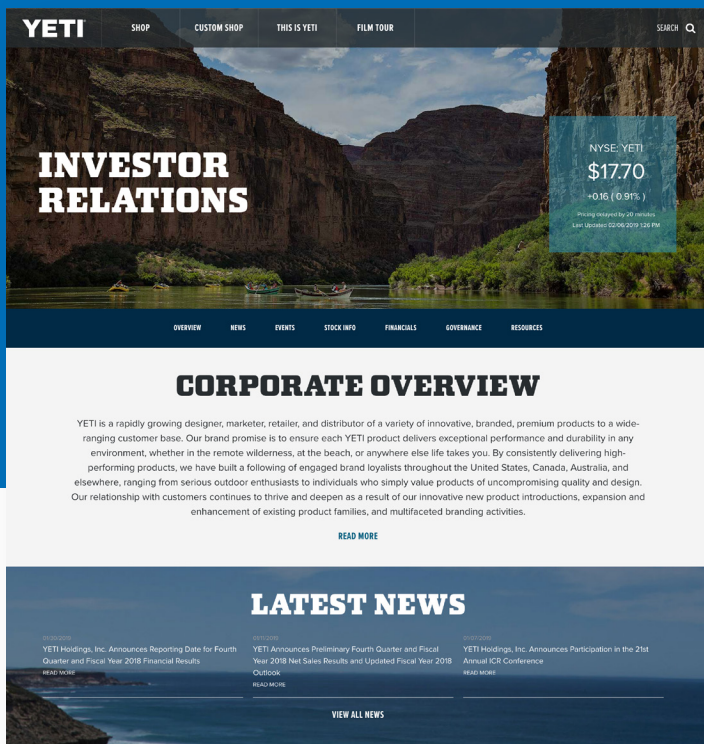 YETI
SHOP
CUSTOM SHOP
THIS IS YETI
FILM TOUR
SEARCH
INVESTOR
RELATIONS
NYSE: YETI
$17.70
+0.16 ( 0.91% )
Pricing delayed by 20 minutes
Last Updated 02/06/2019 1:26 PM
OVERVIEW
NEWS
EVENTS
STOCK INFO
FINANCIALS
GOVERNANCE
RESOURCES
CORPORATE OVERVIEW
YETI is a rapidly growing designer, marketer, retailer, and distributor of a variety of innovative, branded, premium products to a wide-
ranging customer base. Our brand promise is to ensure each YETI product delivers exceptional performance and durability in any
environment, whether in the remote wilderness, at the beach, or anywhere else life takes you. By consistently delivering high-
performing products, we have built a following of engaged brand loyalists throughout the United States, Canada, Australia, and
elsewhere, ranging from serious outdoor enthusiasts to individuals who simply value products of uncompromising quality and design.
Our relationship with customers continues to thrive and deepen as a result of our innovative new product introductions, expansion and
enhancement of existing product families, and multifaceted branding activities.
READ MORE
LATEST NEWS
YETI Holdings, Inc. Announces Reporting Date for Fourth
Quarter and Fiscal Year 2018 Financial Results
READ MORE
YETI Announces Preliminary Fourth Quarter and Fiscal
Year 2018 Net Sales Results and Updated Fiscal Year 2018
Outlook
READ MORE
YETI Holdings, Inc. Announces Participation in the 21st
Annual ICR Conference
READ MORE
VIEW ALL NEWS